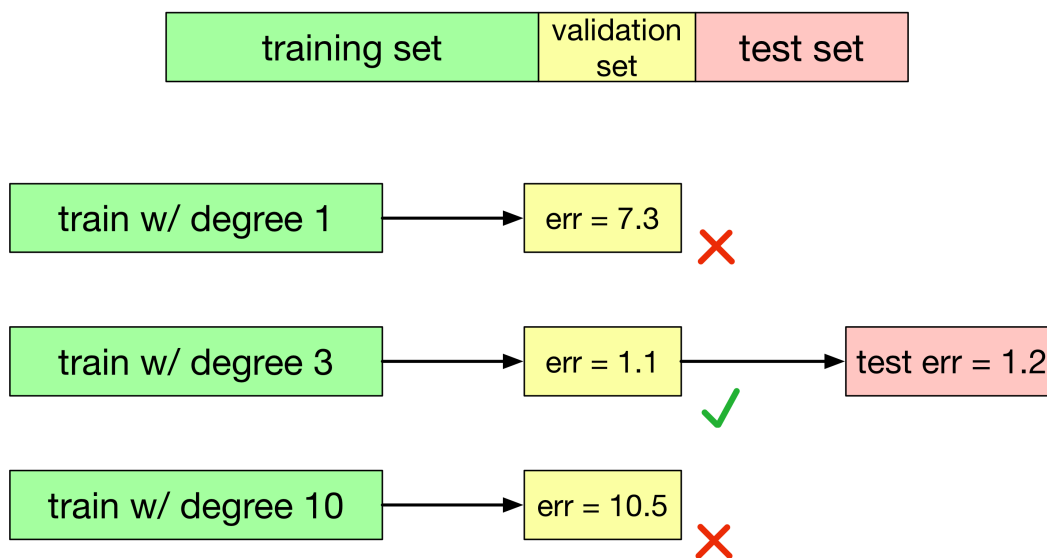 training set
validation
set
test set
train w/ degree 1
err = 7.3
train w/ degree 3
err = 1.1
test err = 1.2
train w/ degree 10
err = 10.5